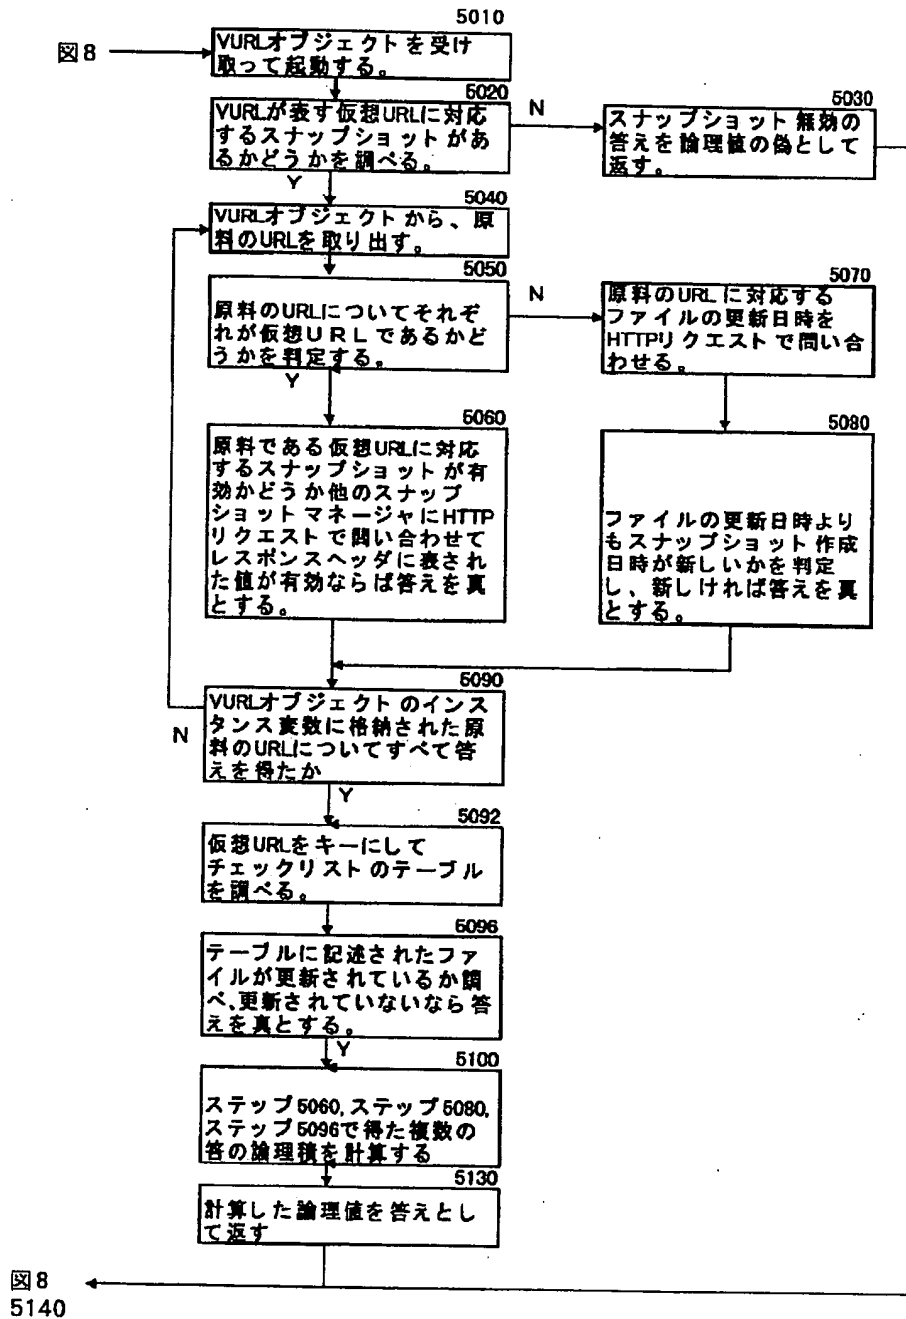 5010
図8
VURLオブジェクトを受け
取って起動する。
5020
VURLが表す仮想URLに対応
するスナップショットがあ
るかどうかを調べる。
N
5030
スナップショット無効の
答えを論理値の偽として
返す。
Y
5040
VURLオブジェクトから、原
料のURLを取り出す。
5050
原料のURLについてそれぞ
れが仮想URLであるかど
うかを判定する。
N
5070
原料のURLに対応する
ファイルの更新日時を
HTTPリクエストで問い合
わせる。
Y
5060
原料である仮想URLに対応
するスナップショットが有
効かどうか他のスナップ
ショットマネージャにHTTP
リクエストで問い合わせて
レスポンスヘッダに表され
た値が有効ならば答えを真
とする。
5080
ファイルの更新日時より
もスナップショット作成
日時が新しいかを判定
し、新しければ答えを真
とする。
5090
VURLオブジェクトのインス
タンス変数に格納された原
料のURLについてすべて答
えを得たか
N
Y
5092
仮想URLをキーにして
チェックリストのテーブル
を調べる。
5096
テーブルに記述されたファ
イルが更新されているか調
べ、更新されていないなら答
えを真とする。
Y
5100
ステップ5060,ステップ5080,
ステップ5096で得た複数の
答の論理積を計算する
5130
計算した論理値を答えとし
て返す
図8
5140